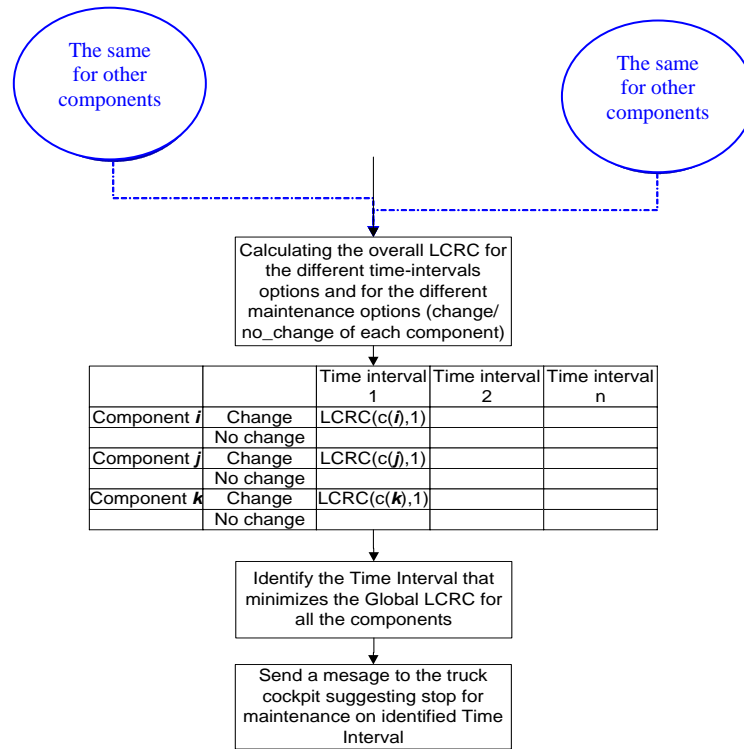 The same
for other
components
The same
for other
components
Calculating the overall LCRC for
the different time-intervals
options and for the different
maintenance options (change/
no_change of each component)
Time interval Time interval Time interval
1 2 n
Component i Change LCRC(c(i),1)
No change
Component j Change LCRC(c(j),1)
No change
Component k Change LCRC(c(k),1)
No change
Identify the Time Interval that
minimizes the Global LCRC for
all the components
Send a mesage to the truck
cockpit suggesting stop for
maintenance on identified Time
Interval